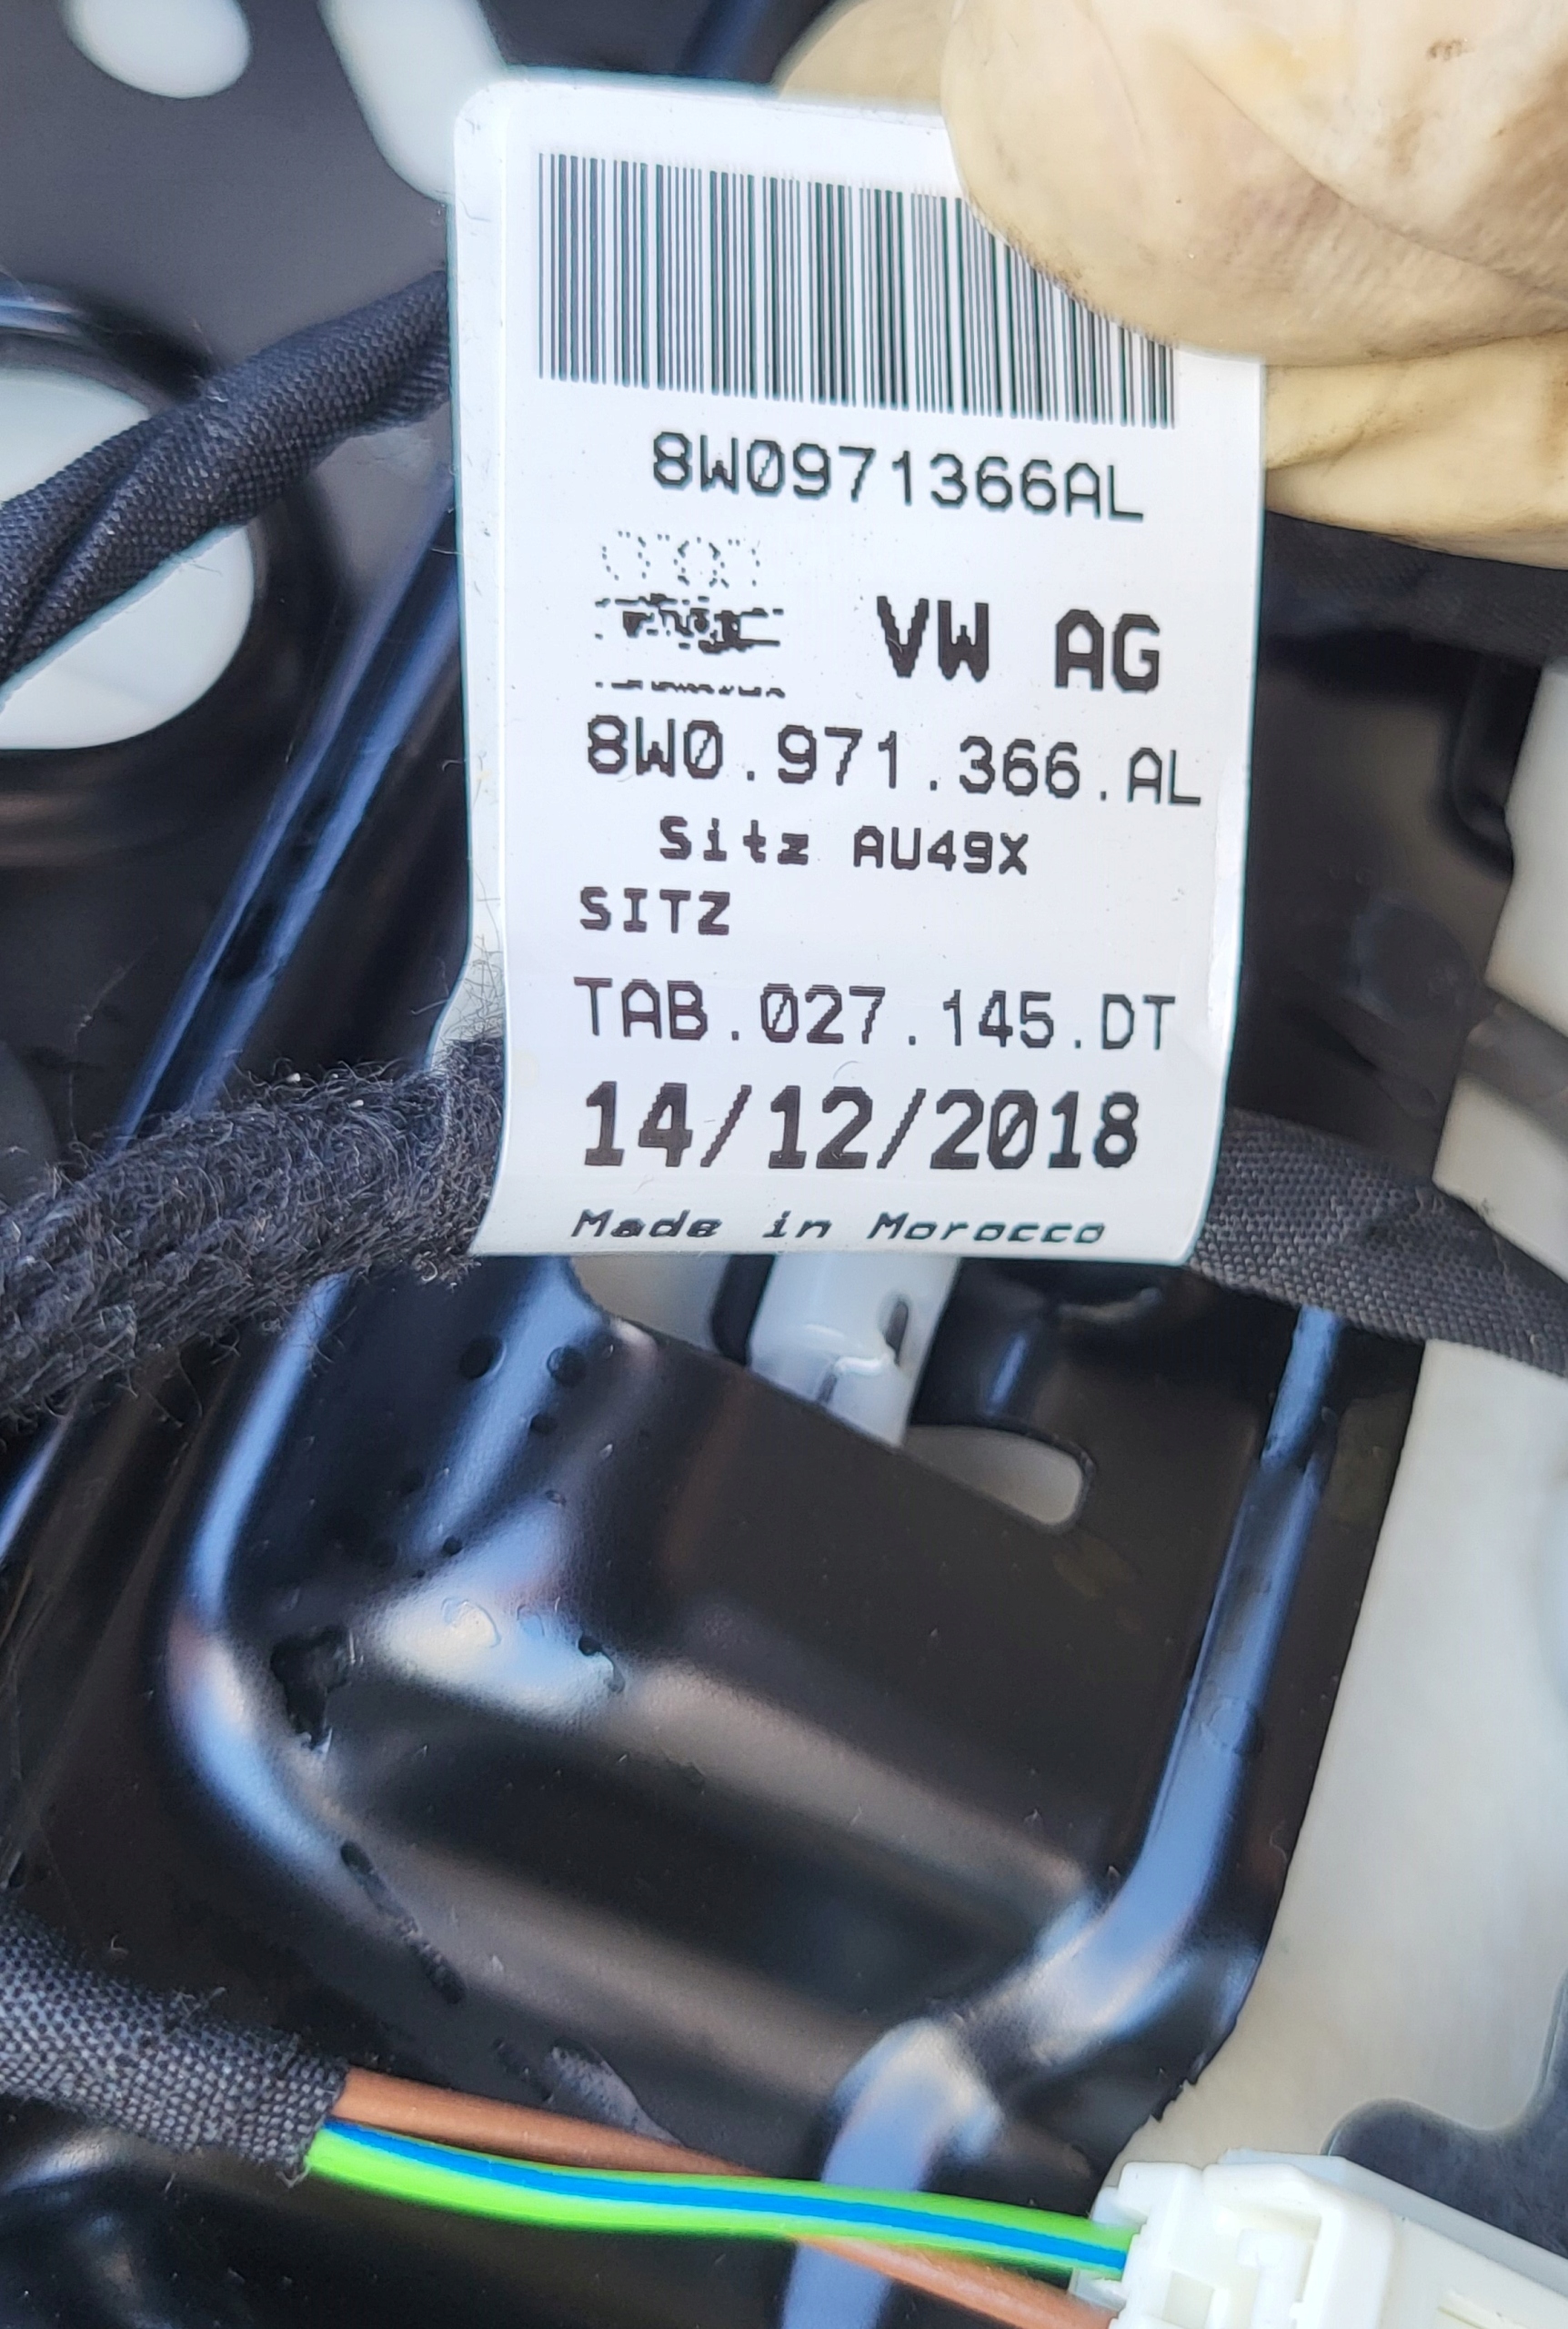 8W0971366AL
VW AG
8W0.971.366.AL
Sitz AU49X
SITZ
TAB.027.145.DT
14/12/2018
Made in Morocco